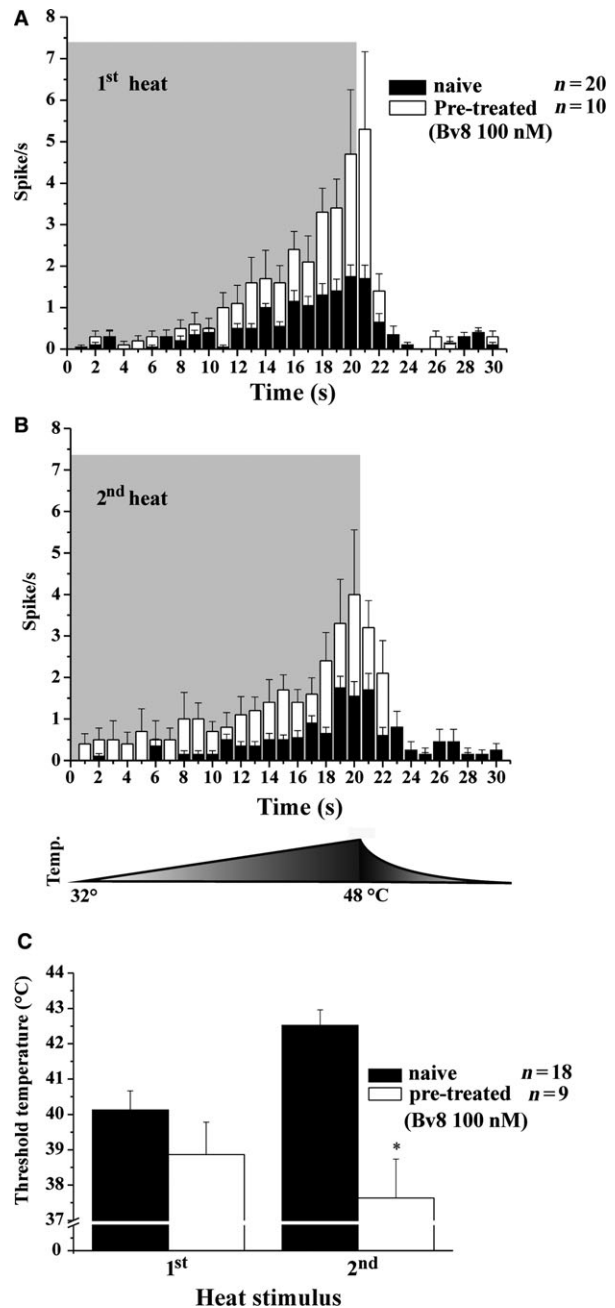 A
8
7
6
5
4
3
2
1
0
Spike/s
1st heat
naive n = 20
Pre-treated n = 10
(Bv8 100 nM)
0 2 4 6 8 10 12 14 16 18 20 22 24 26 28 30
Time (s)
B
8
7
6
5
4
3
2
1
0
Spike/s
2nd heat
0 2 4 6 8 10 12 14 16 18 20 22 24 26 28 30
Time (s)
Temp.
32° 48 °C
C
44
43
42
41
40
39
38
37
0
Threshold temperature (°C)
naive n = 18
pre-treated n = 9
(Bv8 100 nM)
*
1st 2nd
Heat stimulus